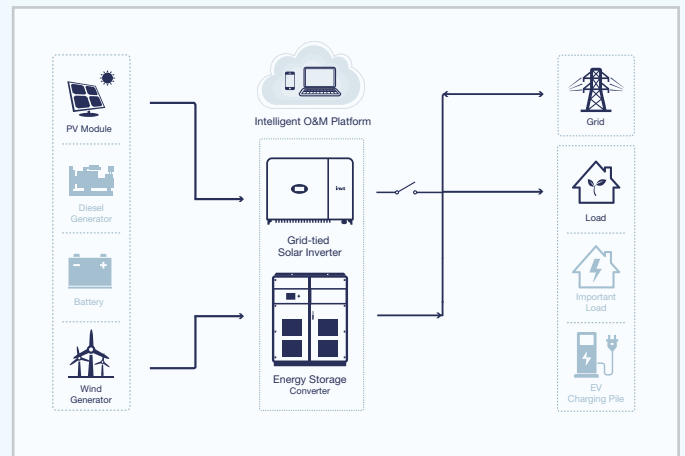 Intelligent O&M Platform
PV Module
Diesel
Generator
Battery
Wind
Generator
Grid-tied
Solar Inverter
Energy Storage
Converter
Grid
Load
Important
Load
EV
Charging Pile